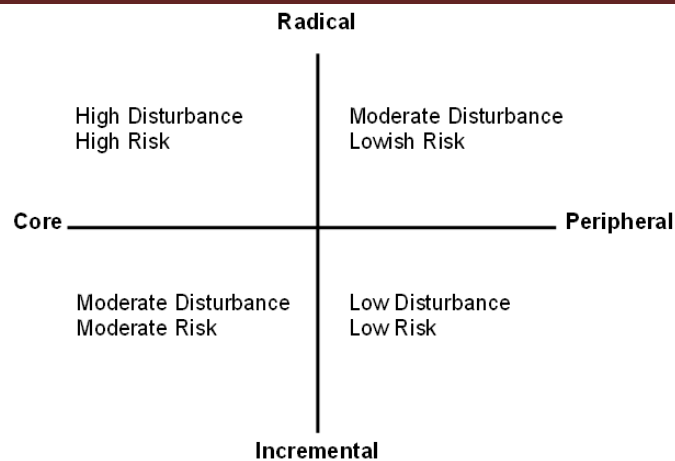 Radical
High Disturbance
High Risk
Moderate Disturbance
Lowish Risk
Core
Peripheral
Moderate Disturbance
Moderate Risk
Low Disturbance
Low Risk
Incremental